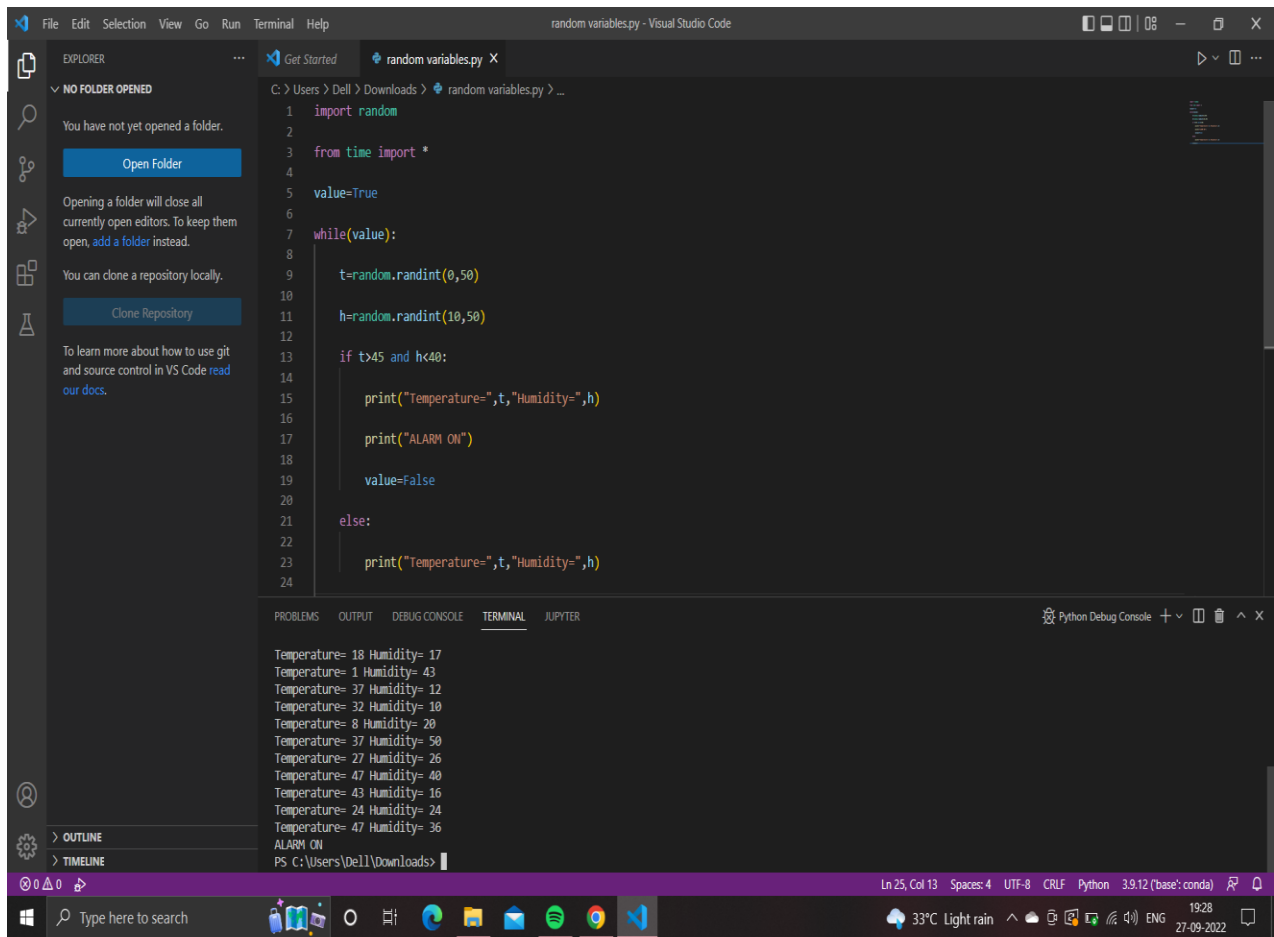 File Edit Selection View Go Run Terminal Help random variables.py - Visual Studio Code
EXPLORER ...
Get Started random variables.py X
NO FOLDER OPENED
You have not yet opened a folder.
Open Folder
Opening a folder will close all
currently open editors. To keep them
open, add a folder instead.
You can clone a repository locally.
Clone Repository
To learn more about how to use git
and source control in VS Code read
our docs.
OUTLINE
TIMELINE
C: > Users > Dell > Downloads > random variables.py > ...
1 import random
2
3 from time import *
4
5 value=True
6
7 while(value):
8
9 t=random.randint(0,50)
10
11 h=random.randint(10,50)
12
13 if t>45 and h<40:
14
15 print("Temperature=",t,"Humidity=",h)
16
17 print("ALARM ON")
18
19 value=False
20
21 else:
22
23 print("Temperature=",t,"Humidity=",h)
24
PROBLEMS OUTPUT DEBUG CONSOLE TERMINAL JUPYTER Python Debug Console
Temperature= 18 Humidity= 17
Temperature= 1 Humidity= 43
Temperature= 37 Humidity= 12
Temperature= 32 Humidity= 10
Temperature= 8 Humidity= 20
Temperature= 37 Humidity= 50
Temperature= 27 Humidity= 26
Temperature= 47 Humidity= 40
Temperature= 43 Humidity= 16
Temperature= 24 Humidity= 24
Temperature= 47 Humidity= 36
ALARM ON
PS C:\Users\Dell\Downloads>
0 0 Ln 25, Col 13 Spaces: 4 UTF-8 CRLF Python 3.9.12 ('base': conda)
Type here to search 33°C Light rain ENG 19:28
27-09-2022